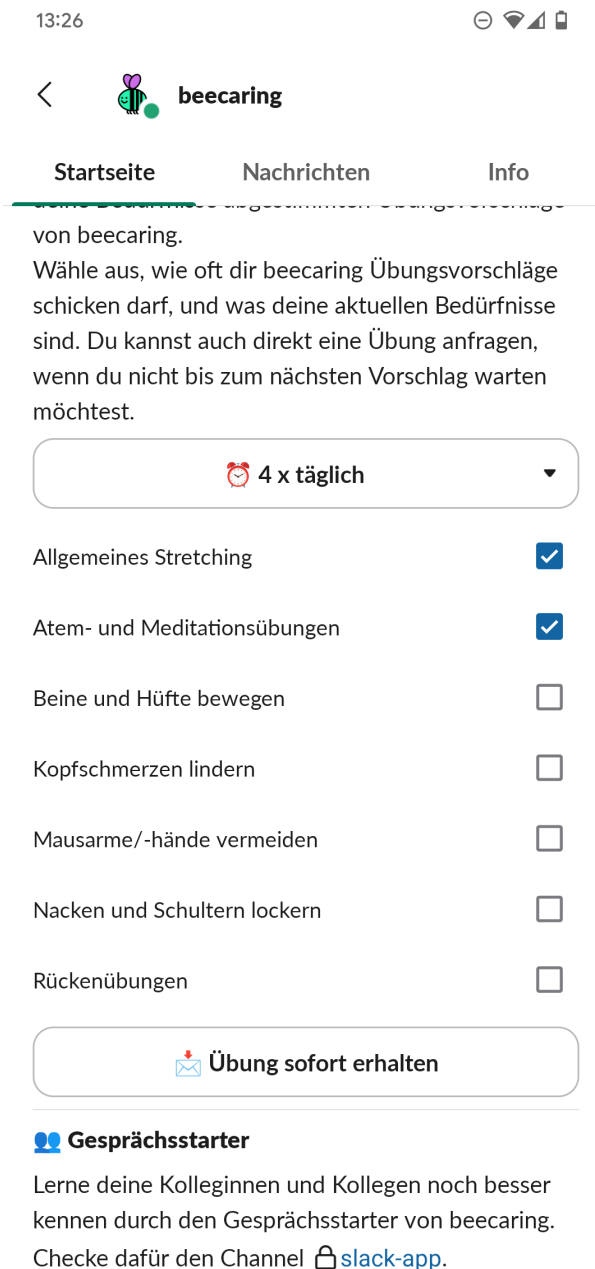 13:26
beecaring
Startseite Nachrichten Info
deine Bedürfnisse abgestimmten Übungsvorschläge
von beecaring.
Wähle aus, wie oft dir beecaring Übungsvorschläge
schicken darf, und was deine aktuellen Bedürfnisse
sind. Du kannst auch direkt eine Übung anfragen,
wenn du nicht bis zum nächsten Vorschlag warten
möchtest.
4 x täglich
Allgemeines Stretching
Atem- und Meditationsübungen
Beine und Hüfte bewegen
Kopfschmerzen lindern
Mausarme/-hände vermeiden
Nacken und Schultern lockern
Rückenübungen
Übung sofort erhalten
Gesprächsstarter
Lerne deine Kolleginnen und Kollegen noch besser
kennen durch den Gesprächsstarter von beecaring.
Checke dafür den Channel slack-app.